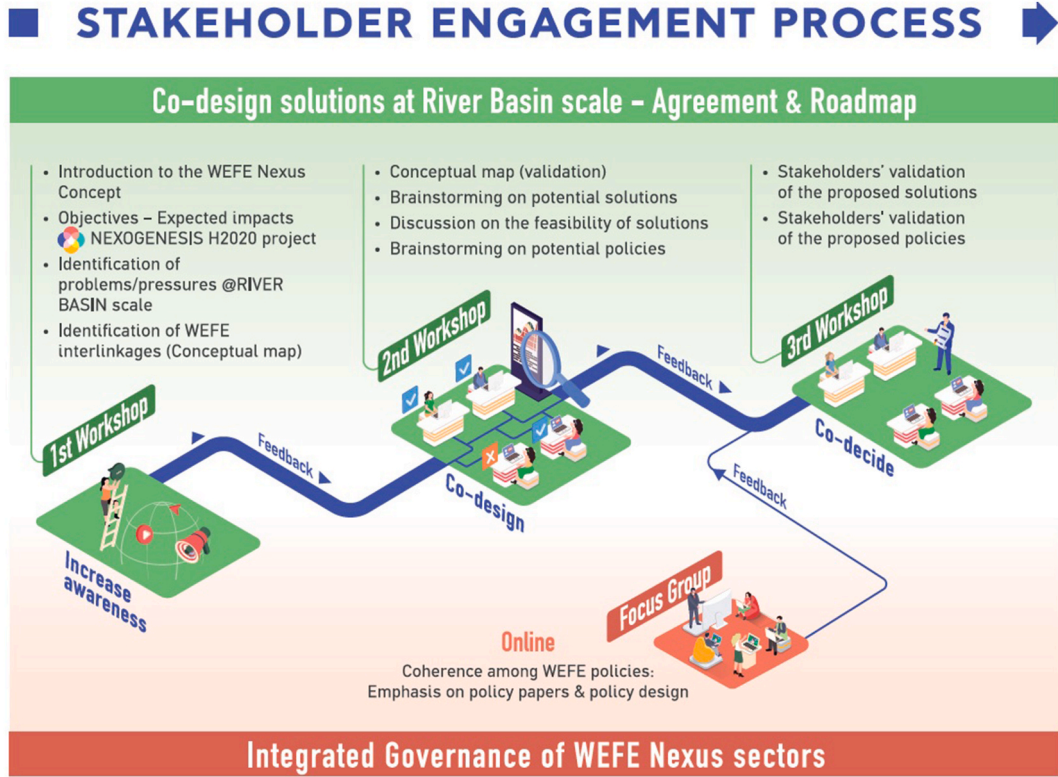 STAKEHOLDER ENGAGEMENT PROCESS
Co-design solutions at River Basin scale – Agreement & Roadmap
• Introduction to the WEFE Nexus
Concept
• Objectives – Expected impacts
NEXOGENESIS H2020 project
• Identification of
problems/pressures @RIVER
BASIN scale
• Identification of WEFE
interlinkages (Conceptual map)
• Conceptual map (validation)
• Brainstorming on potential solutions
• Discussion on the feasibility of solutions
• Brainstorming on potential policies
• Stakeholders' validation
of the proposed solutions
• Stakeholders' validation
of the proposed policies
1st Workshop
Feedback
Increase
awareness
2nd Workshop
Co-design
Feedback
3rd Workshop
Co-decide
Feedback
Focus Group
Online
Coherence among WEFE policies:
Emphasis on policy papers & policy design
Integrated Governance of WEFE Nexus sectors